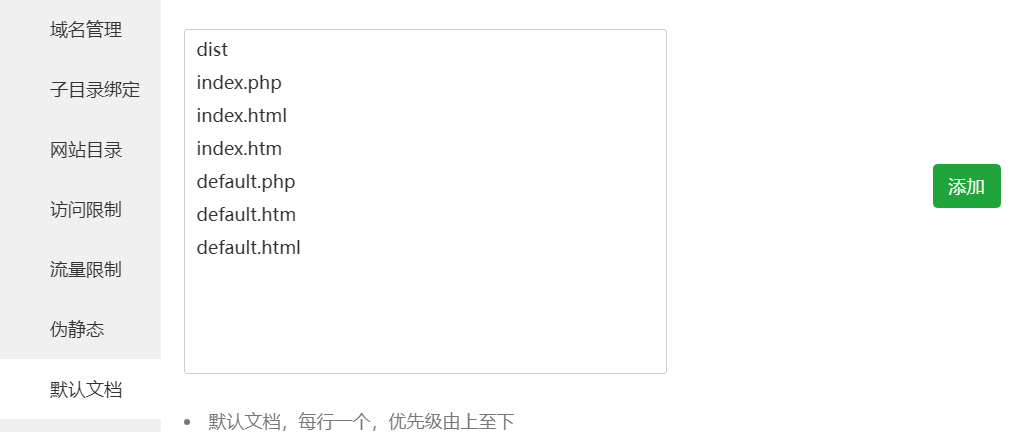 域名管理
子目录绑定
网站目录
访问限制
流量限制
伪静态
默认文档
dist
index.php
index.html
index.htm
default.php
default.htm
default.html
添加
默认文档，每行一个，优先级由上至下